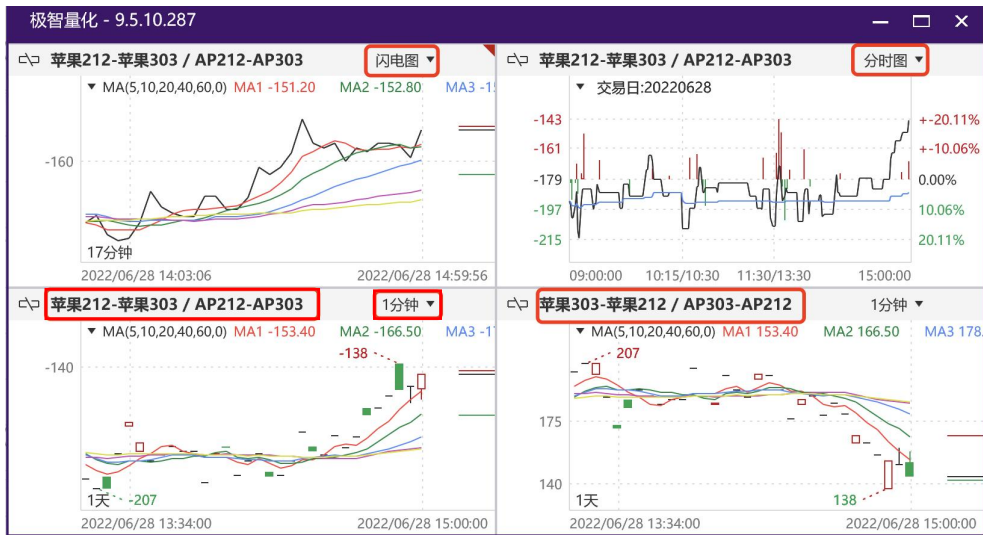 极智量化 - 9.5.10.287
苹果212-苹果303 / AP212-AP303
闪电图
MA(5,10,20,40,60,0) MA1 -151.20 MA2 -152.80 MA3 -1
-160
17分钟
2022/06/28 14:03:06 2022/06/28 14:59:56
苹果212-苹果303 / AP212-AP303
分时图
交易日:20220628
-143 +-20.11%
-161 +-10.06%
-179 0.00%
-197 10.06%
-215 20.11%
09:00:00 10:15/10:30 11:30/13:30 15:00:00
苹果212-苹果303 / AP212-AP303
1分钟
MA(5,10,20,40,60,0) MA1 -153.40 MA2 -166.50 MA3 -17
-138
-140
-207
1天
2022/06/28 13:34:00 2022/06/28 15:00:00
苹果303-苹果212 / AP303-AP212
1分钟
MA(5,10,20,40,60,0) MA1 153.40 MA2 166.50 MA3 178.
207
175
140
138
1天
2022/06/28 13:34:00 2022/06/28 15:00:00